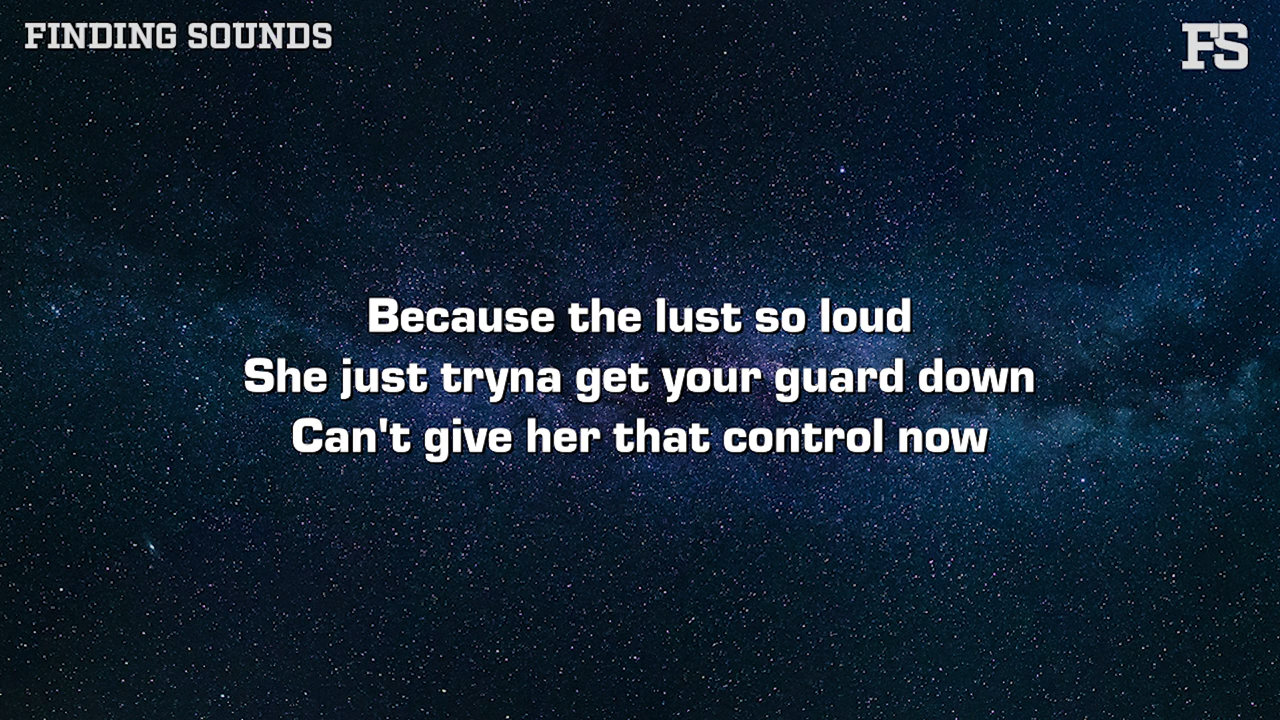 FINDING SOUNDS
FS
Because the lust so loud
She just tryna get your guard down
Can't give her that control now